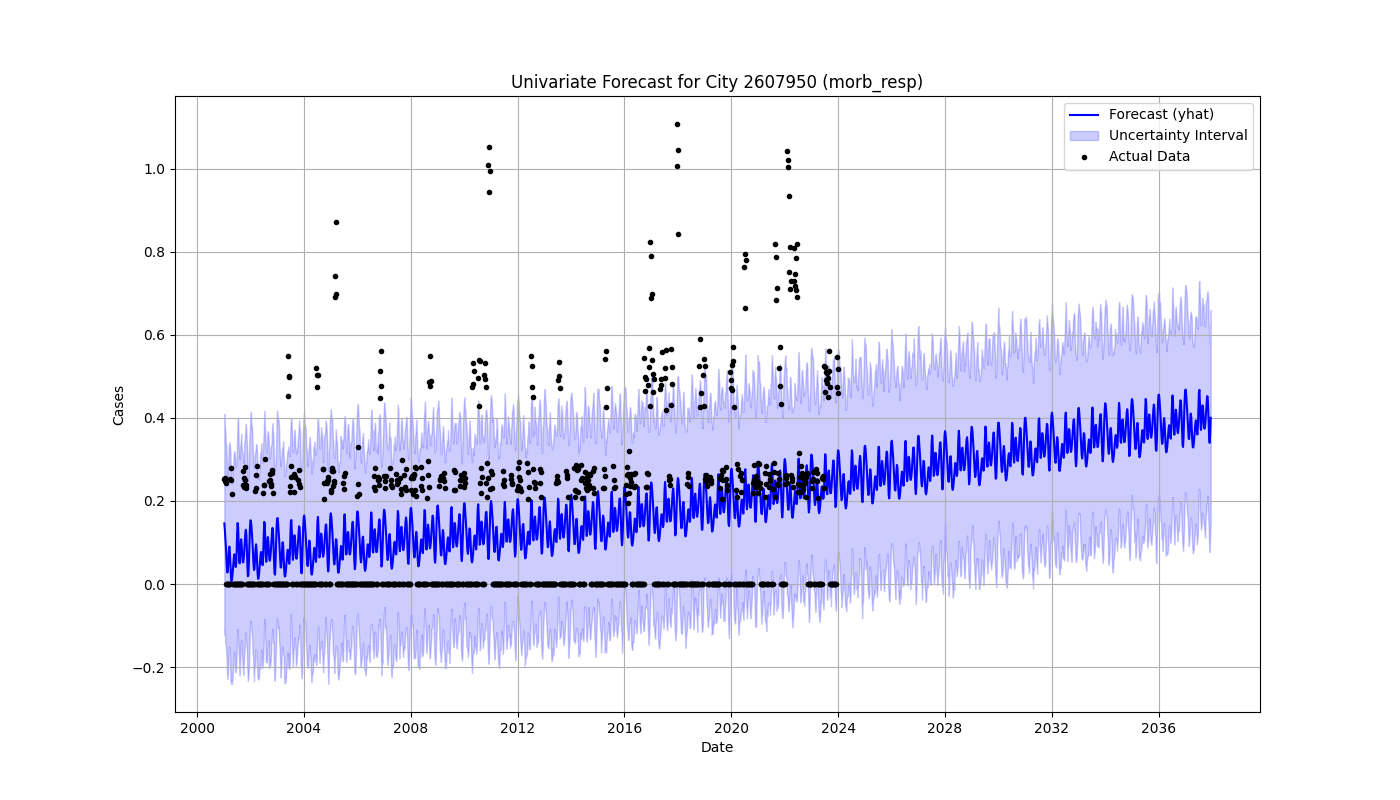 Univariate Forecast for City 2607950 (morb_resp)
Forecast (yhat)
Uncertainty Interval
Actual Data
Cases
1.0
0.8
0.6
0.4
0.2
0.0
−0.2
2000 2004 2008 2012 2016 2020 2024 2028 2032 2036
Date